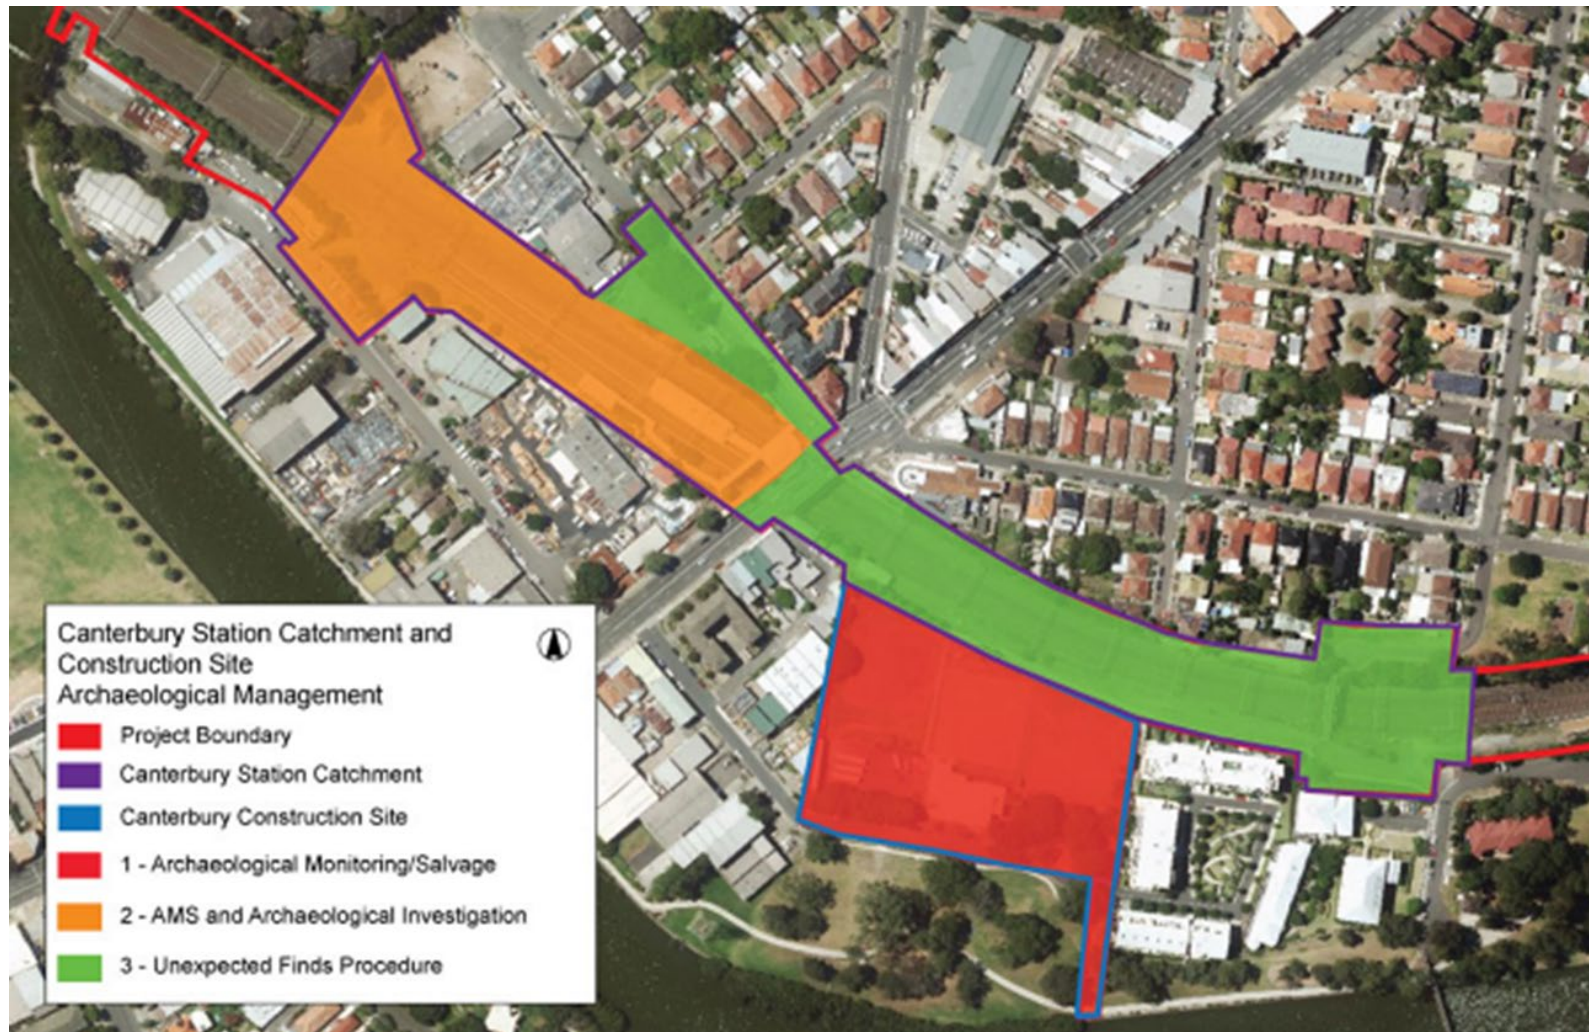 Canterbury Station Catchment and
Construction Site
Archaeological Management
Project Boundary
Canterbury Station Catchment
Canterbury Construction Site
1 - Archaeological Monitoring/Salvage
2 - AMS and Archaeological Investigation
3 - Unexpected Finds Procedure